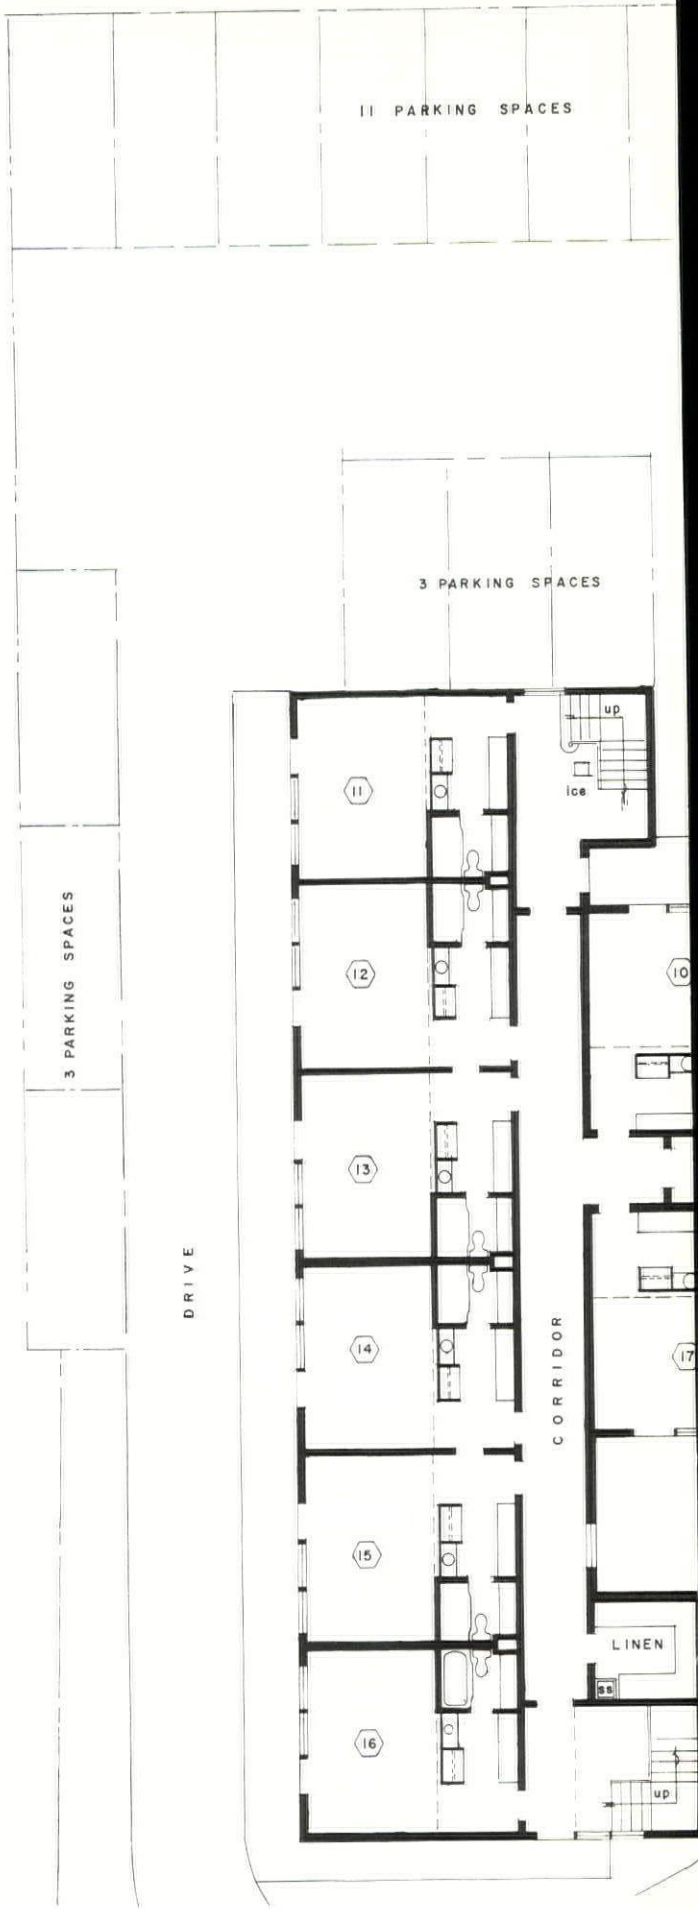 11 PARKING SPACES
3 PARKING SPACES
up
ice
11
3 PARKING SPACES
12
10
13
DRIVE
14
CORRIDOR
17
15
LINEN
ss
16
up